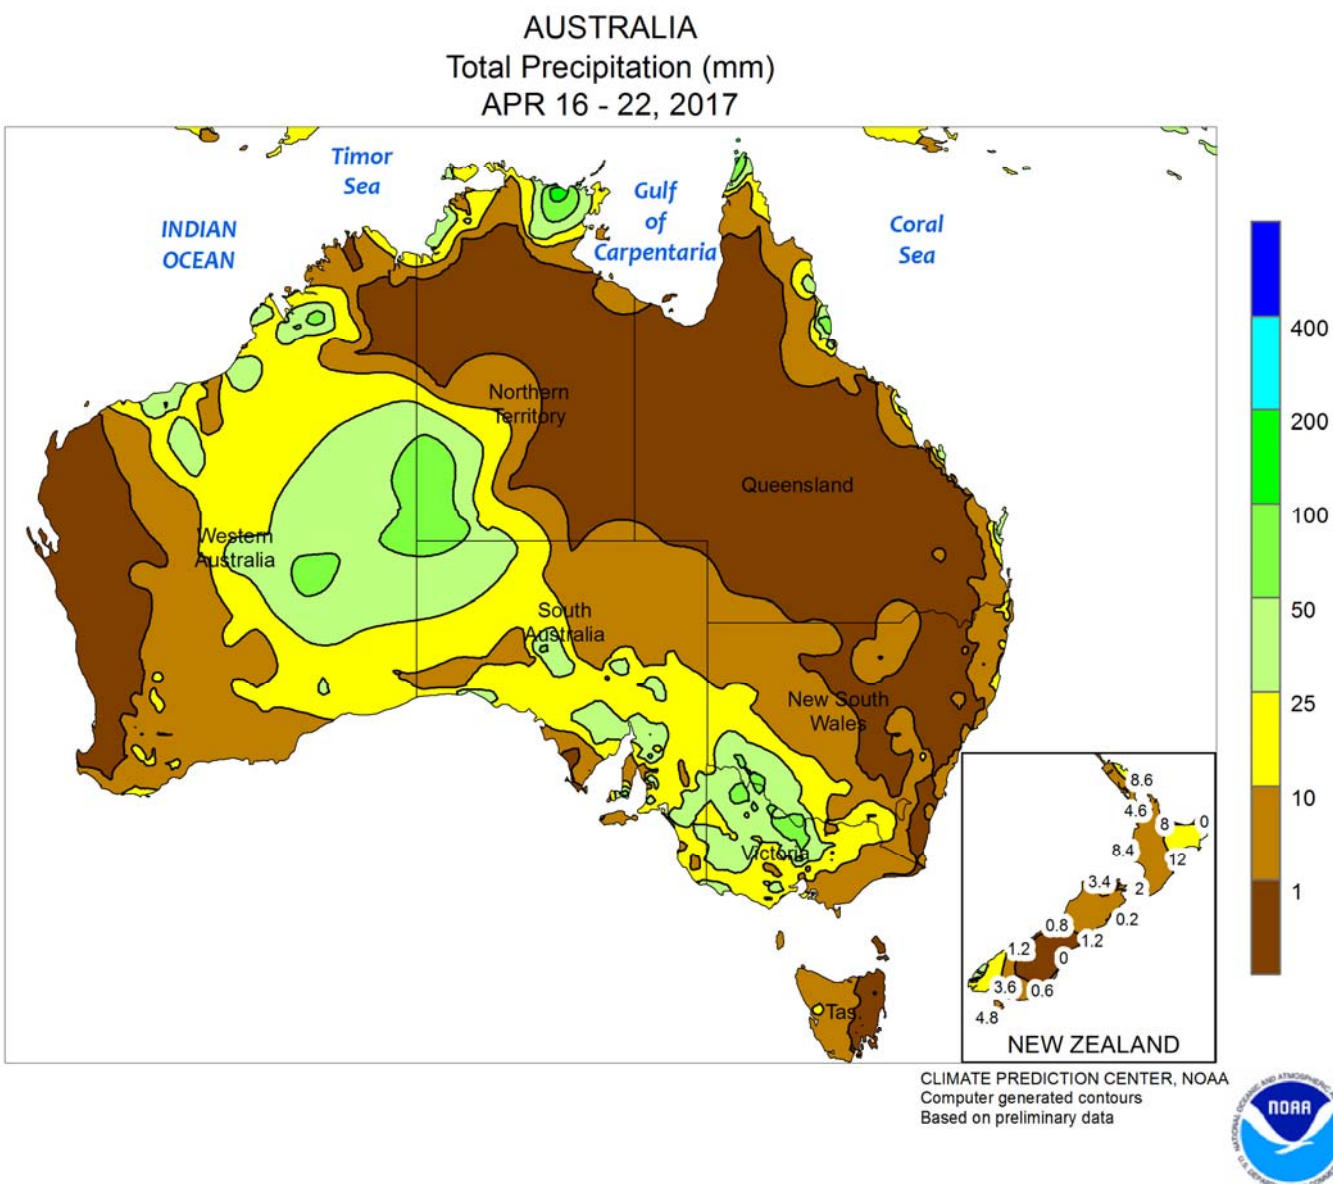 AUSTRALIA
Total Precipitation (mm)
APR 16 - 22, 2017
Timor
Sea
INDIAN
OCEAN
Gulf
of
Carpentaria
Coral
Sea
400
200
100
50
25
10
1
Northern
Territory
Queensland
Western
Australia
South
Australia
New South
Wales
Victoria
Tas.
8.6
4.6
8
0
8.4
12
3.4
2
0.2
0.8
1.2
1.2
0
3.6
0.6
4.8
NEW ZEALAND
CLIMATE PREDICTION CENTER, NOAA
Computer generated contours
Based on preliminary data
NOAA